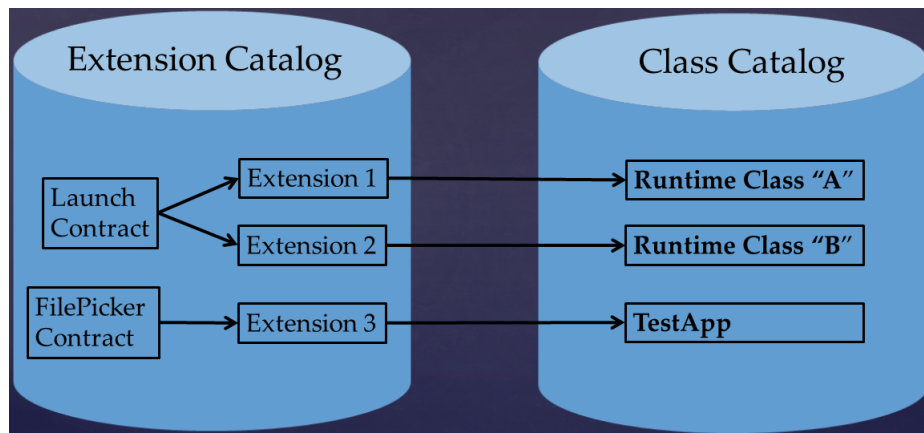 Extension Catalog
Class Catalog
Launch
Contract
Extension 1
Runtime Class “A”
Extension 2
Runtime Class “B”
FilePicker
Contract
Extension 3
TestApp